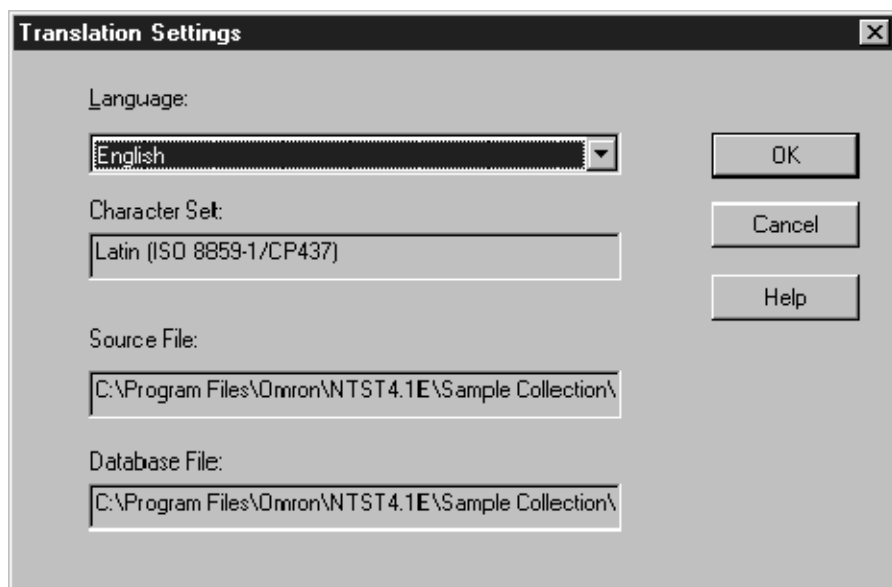 Translation Settings
Language:
English
OK
Character Set:
Cancel
Latin (ISO 8859-1/CP437)
Help
Source File:
C:\Program Files\Omron\NTST4.1E\Sample Collection\
Database File:
C:\Program Files\Omron\NTST4.1E\Sample Collection\